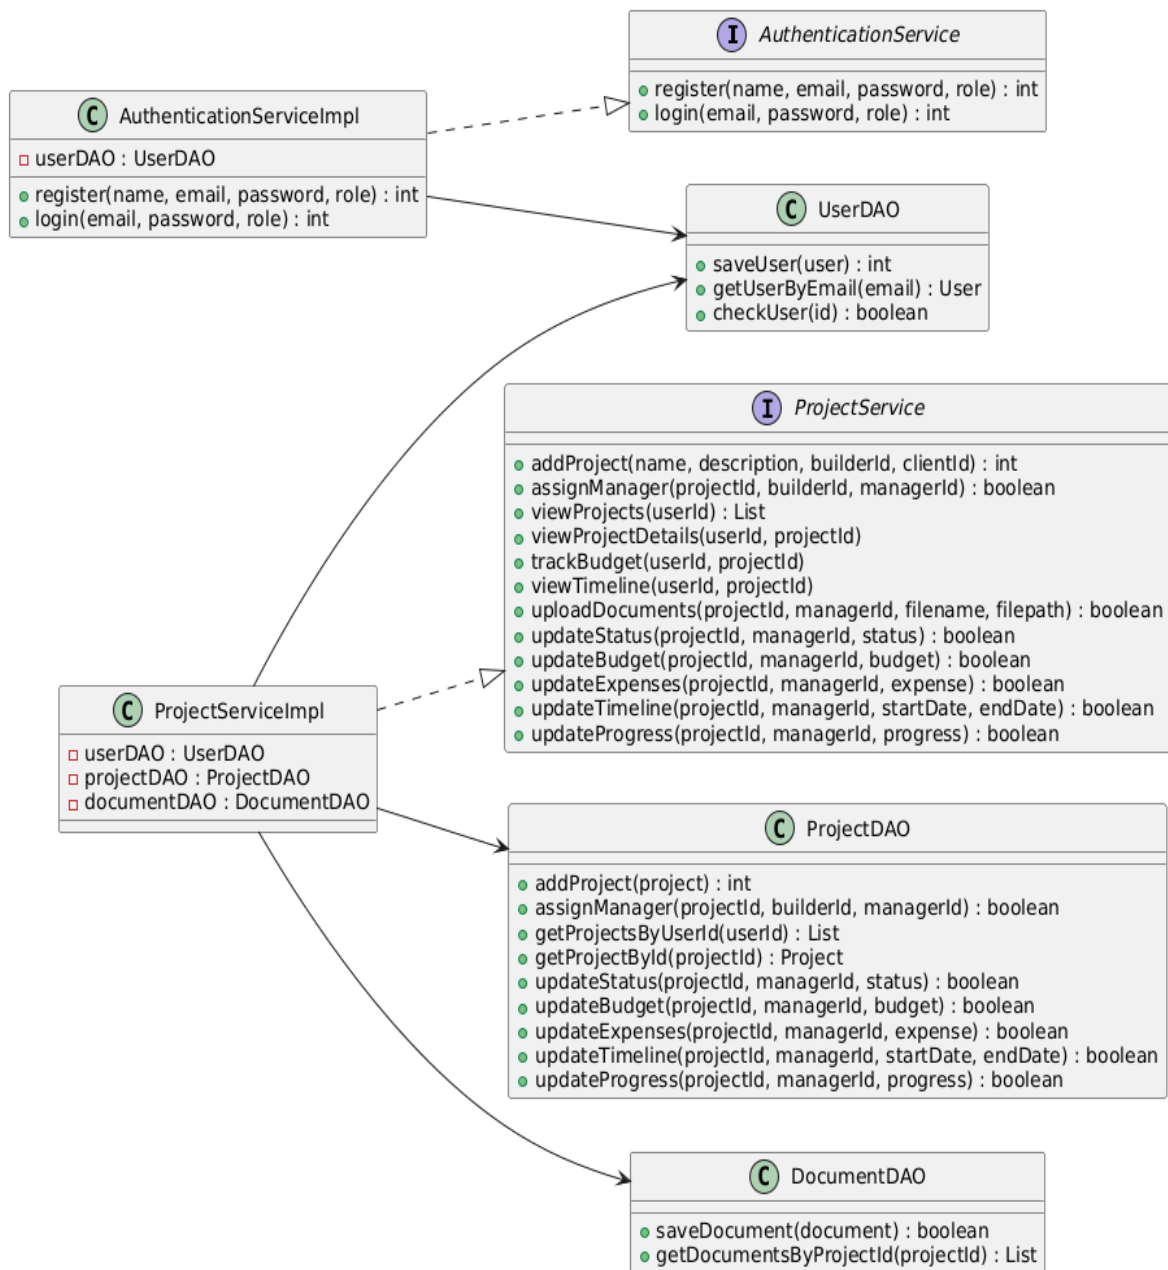 I AuthenticationService
register(name, email, password, role) : int
login(email, password, role) : int
C AuthenticationServiceImpl
userDAO : UserDAO
register(name, email, password, role) : int
login(email, password, role) : int
C UserDAO
saveUser(user) : int
getUserByEmail(email) : User
checkUser(id) : boolean
I ProjectService
addProject(name, description, builderId, clientId) : int
assignManager(projectId, builderId, managerId) : boolean
viewProjects(userId) : List
viewProjectDetails(userId, projectId)
trackBudget(userId, projectId)
viewTimeline(userId, projectId)
uploadDocuments(projectId, managerId, filename, filepath) : boolean
updateStatus(projectId, managerId, status) : boolean
updateBudget(projectId, managerId, budget) : boolean
updateExpenses(projectId, managerId, expense) : boolean
updateTimeline(projectId, managerId, startDate, endDate) : boolean
updateProgress(projectId, managerId, progress) : boolean
C ProjectServiceImpl
userDAO : UserDAO
projectDAO : ProjectDAO
documentDAO : DocumentDAO
C ProjectDAO
addProject(project) : int
assignManager(projectId, builderId, managerId) : boolean
getProjectsByUserId(userId) : List
getProjectById(projectId) : Project
updateStatus(projectId, managerId, status) : boolean
updateBudget(projectId, managerId, budget) : boolean
updateExpenses(projectId, managerId, expense) : boolean
updateTimeline(projectId, managerId, startDate, endDate) : boolean
updateProgress(projectId, managerId, progress) : boolean
C DocumentDAO
saveDocument(document) : boolean
getDocumentsByProjectId(projectId) : List